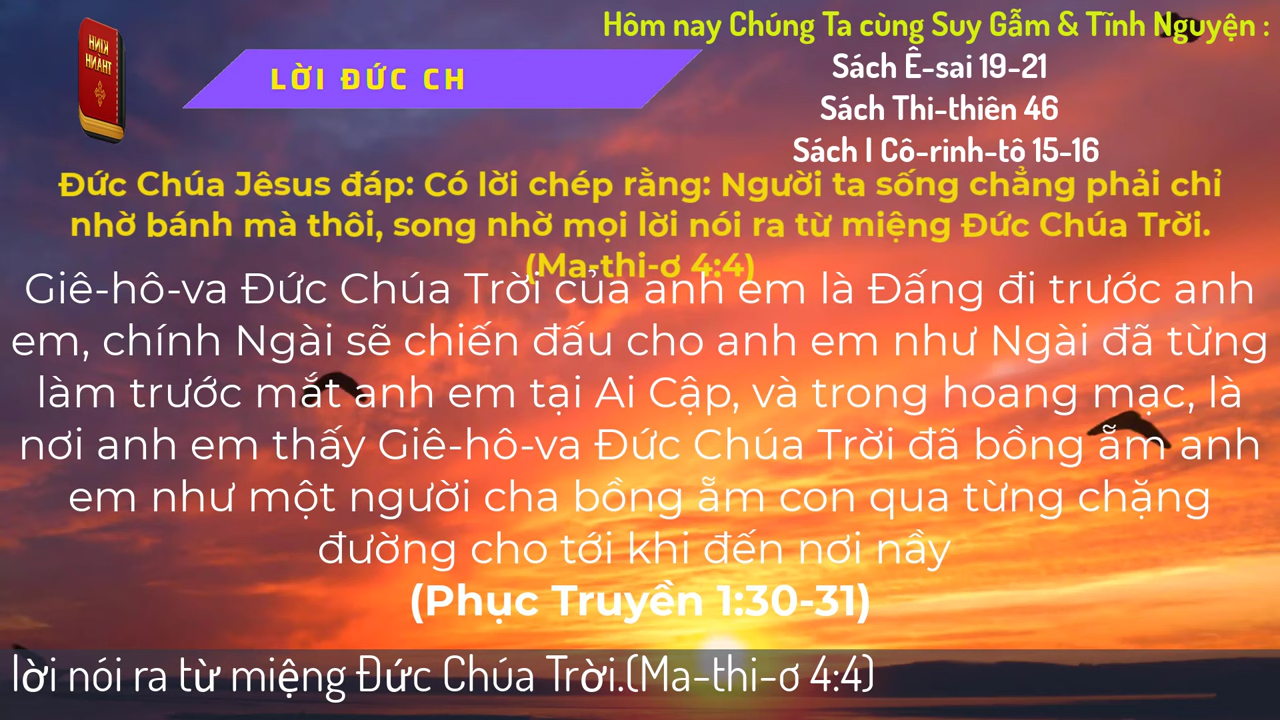 KINH
THÁNH
LỜI ĐỨC CH
Hôm nay Chúng Ta cùng Suy Gẫm & Tĩnh Nguyện :
Sách Ê-sai 19-21
Sách Thi-thiên 46
Sách I Cô-rinh-tô 15-16
Đức Chúa Jêsus đáp: Có lời chép rằng: Người ta sống chẳng phải chỉ
nhờ bánh mà thôi, song nhờ mọi lời nói ra từ miệng Đức Chúa Trời.
(Ma-thi-ơ 4:4)
Giê-hô-va Đức Chúa Trời của anh em là Đấng đi trước anh
em, chính Ngài sẽ chiến đấu cho anh em như Ngài đã từng
làm trước mắt anh em tại Ai Cập, và trong hoang mạc, là
nơi anh em thấy Giê-hô-va Đức Chúa Trời đã bồng ẵm anh
em như một người cha bồng ẵm con qua từng chặng
đường cho tới khi đến nơi nầy
(Phục Truyền 1:30-31)
lời nói ra từ miệng Đức Chúa Trời.(Ma-thi-ơ 4:4)